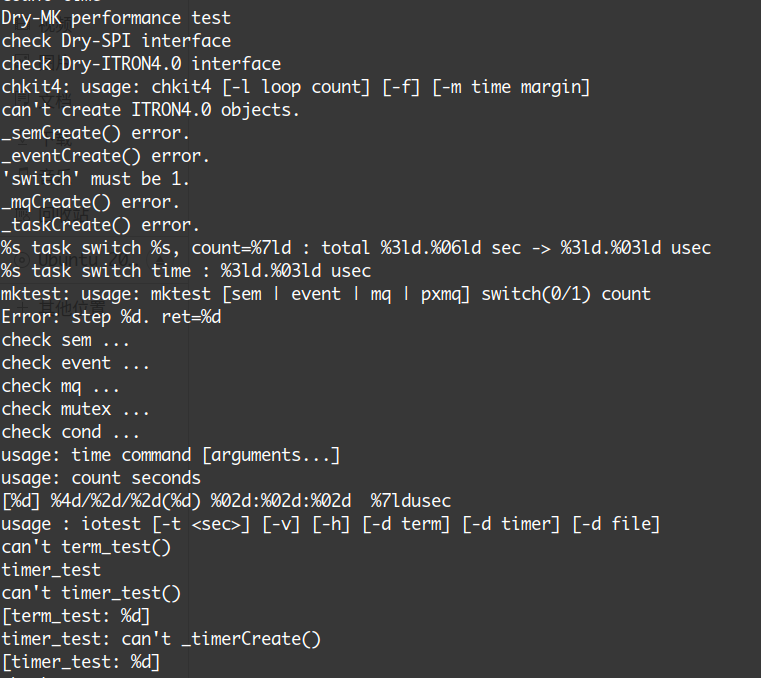 Dry-MK performance test
check Dry-SPI interface
check Dry-ITRON4.0 interface
chkit4: usage: chkit4 [-l loop count] [-f] [-m time margin]
can't create ITRON4.0 objects.
_semCreate() error.
_eventCreate() error.
'switch' must be 1.
_mqCreate() error.
_taskCreate() error.
%s task switch %s, count=%7ld : total %3ld.%06ld sec -> %3ld.%03ld usec
%s task switch time : %3ld.%03ld usec
mktest: usage: mktest [sem | event | mq | pxmq] switch(0/1) count
Error: step %d. ret=%d
check sem ...
check event ...
check mq ...
check mutex ...
check cond ...
usage: time command [arguments...]
usage: count seconds
[%d] %4d/%2d/%2d(%d) %02d:%02d:%02d  %7ldusec
usage : iotest [-t <sec>] [-v] [-h] [-d term] [-d timer] [-d file]
can't term_test()
timer_test
can't timer_test()
[term_test: %d]
timer_test: can't _timerCreate()
[timer_test: %d]